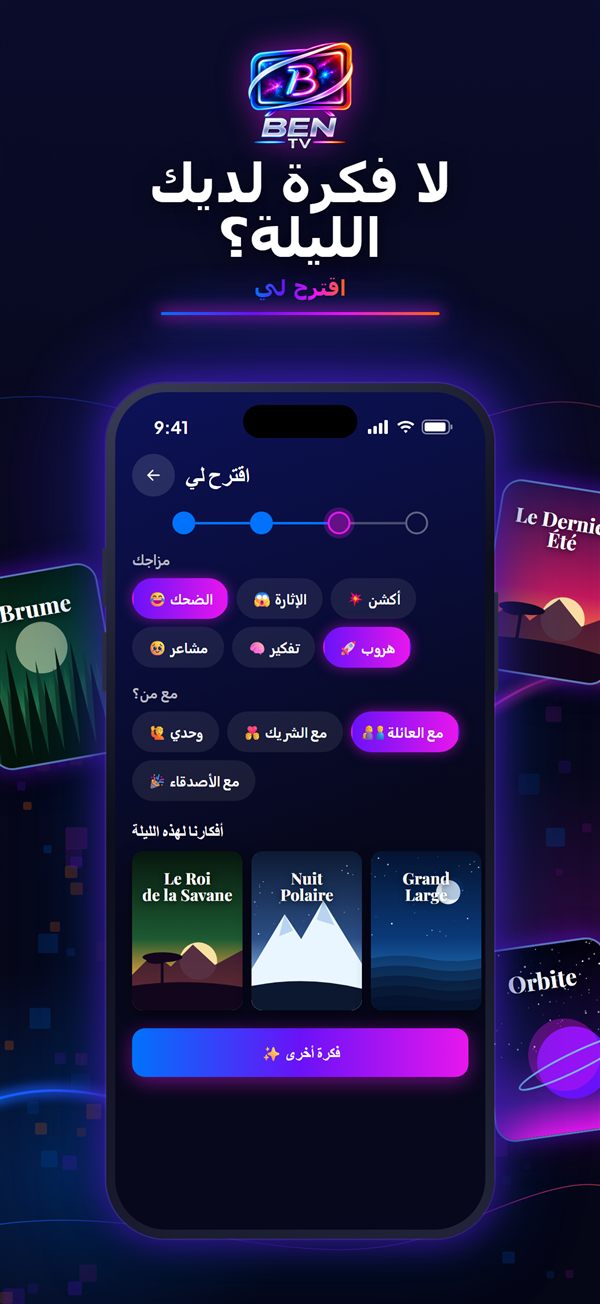 B
BEN
TV
لا فكرة لديك
الليلة؟
اقترح لي
9:41
اقترح لي
مزاجك
الضحك 😂
الإثارة 😱
أكشن 💥
مشاعر 🥹
تفكير 🧠
هروب 🚀
مع من؟
وحدي 🙋
مع الشريك 💑
مع العائلة 👨‍👩‍👧
مع الأصدقاء 🎉
أفكارنا لهذه الليلة
Le Roi
de la Savane
Nuit
Polaire
Grand
Large
فكرة أخرى ✨
Brume
Le Dernie
Été
Orbite